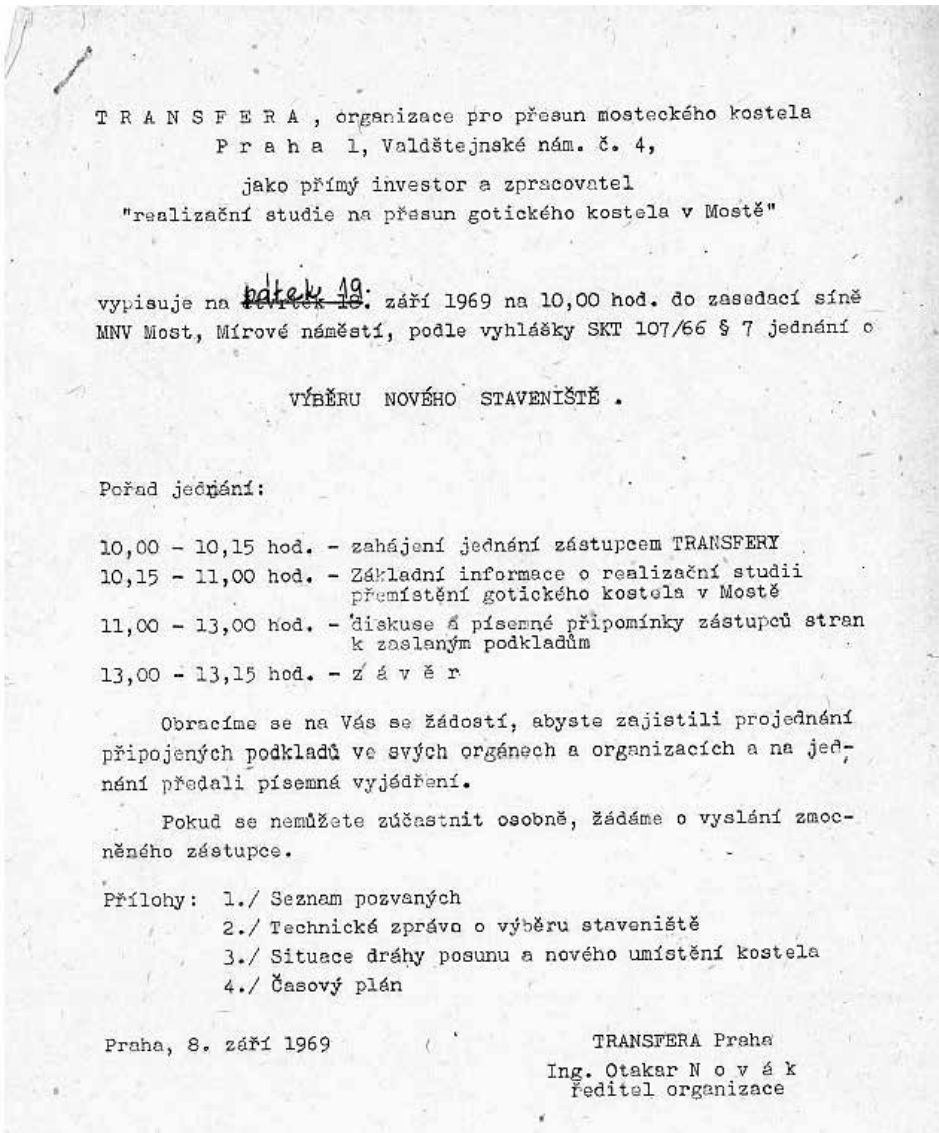 T R A N S F E R A , organizace pro přesun mosteckého kostela
P r a h a 1, Valdštejnské nám. č. 4,
jako přímý investor a zpracovatel
"realizační studie na přesun gotického kostela v Mostě"
vypisuje na pátek 19. září 1969 na 10,00 hod. do zasedací síně
MNV Most, Mírové náměstí, podle vyhlášky SKT 107/66 § 7 jednání o
VÝBĚRU NOVÉHO STAVENIŠTĚ .
Pořad jednání:
10,00 - 10,15 hod. - zahájení jednání zástupcem TRANSFERY
10,15 - 11,00 hod. - Základní informace o realizační studii
přemístění gotického kostela v Mostě
11,00 - 13,00 hod. - diskuse a písemné připomínky zástupců stran
k zaslaným podkladům
13,00 - 13,15 hod. - z á v ě r
Obracíme se na Vás se žádostí, abyste zajistili projednání
připojených podkladů ve svých orgánech a organizacích a na jed-
nání předali písemná vyjádření.
Pokud se nemůžete zúčastnit osobně, žádáme o vyslání zmoc-
něného zástupce.
Přílohy: 1./ Seznam pozvaných
2./ Technická zpráva o výběru staveniště
3./ Situace dráhy posunu a nového umístění kostela
4./ Časový plán
Praha, 8. září 1969
TRANSFERA Praha
Ing. Otakar N o v á k
ředitel organizace